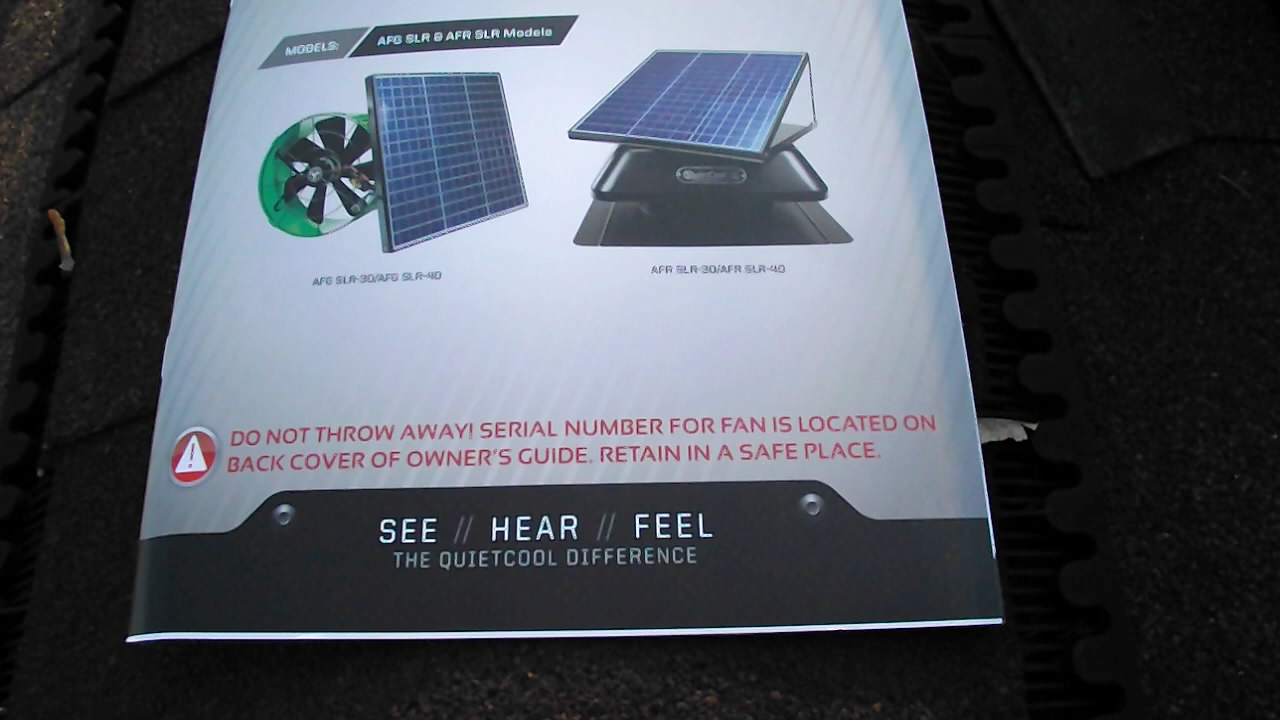 MODELS: AFG SLR & AFR SLR Models
AFG SLR-30/AFG SLR-40
AFR SLR-30/AFR SLR-40
DO NOT THROW AWAY! SERIAL NUMBER FOR FAN IS LOCATED ON
BACK COVER OF OWNER'S GUIDE. RETAIN IN A SAFE PLACE.
SEE // HEAR // FEEL
THE QUIETCOOL DIFFERENCE